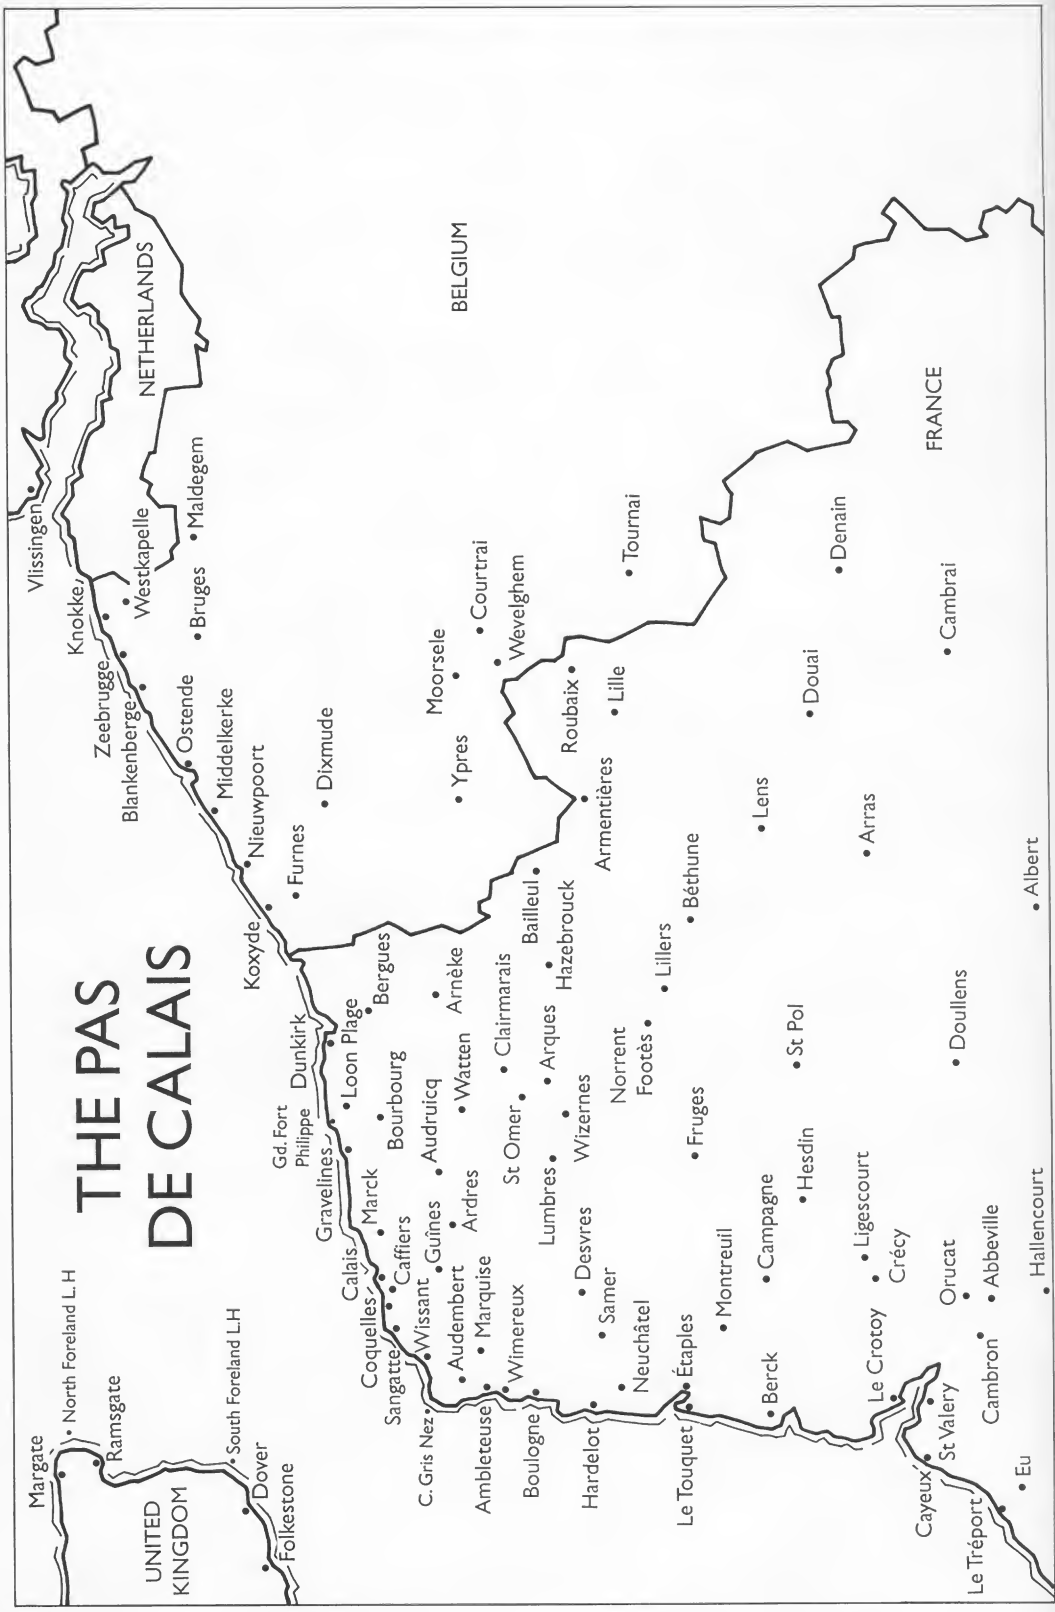 THE PAS
DE CALAIS
Margate
North Foreland L.H
Ramsgate
UNITED
KINGDOM
South Foreland L.H
Dover
Folkestone
Vlissingen
NETHERLANDS
Knokke
Westkapelle
Maldegem
Zeebrugge
Bruges
Blankenberge
Ostende
Middelkerke
Nieuwpoort
Dixmude
Furnes
Koxyde
BELGIUM
Moorsele
Courtrai
Wevelghem
Ypres
Tournai
Roubaix
Lille
Armentières
Bailleul
Hazebrouck
Dunkirk
Loon Plage
Bergues
Gd. Fort
Philippe
Gravelines
Bourbourg
Arnèke
Watten
Clairmarais
Audruicq
Marck
Calais
Caffiers
Guînes
Ardres
St Omer
Arques
Wizernes
Lumbres
Coquelles
Sangatte
Wissant
Audembert
Marquise
C. Gris Nez
Ambleteuse
Wimereux
Boulogne
Desvres
Samer
Neuchâtel
Hardelot
Norrent
Footès
Lillers
Béthune
Fruges
Lens
Douai
Denain
FRANCE
Cambrai
Arras
Albert
St Pol
Doullens
Étaples
Le Touquet
Montreuil
Campagne
Hesdin
Berck
Ligescourt
Crécy
Le Crotoy
Orucat
Abbeville
Hallencourt
Cambron
St Valery
Cayeux
Le Tréport
Eu